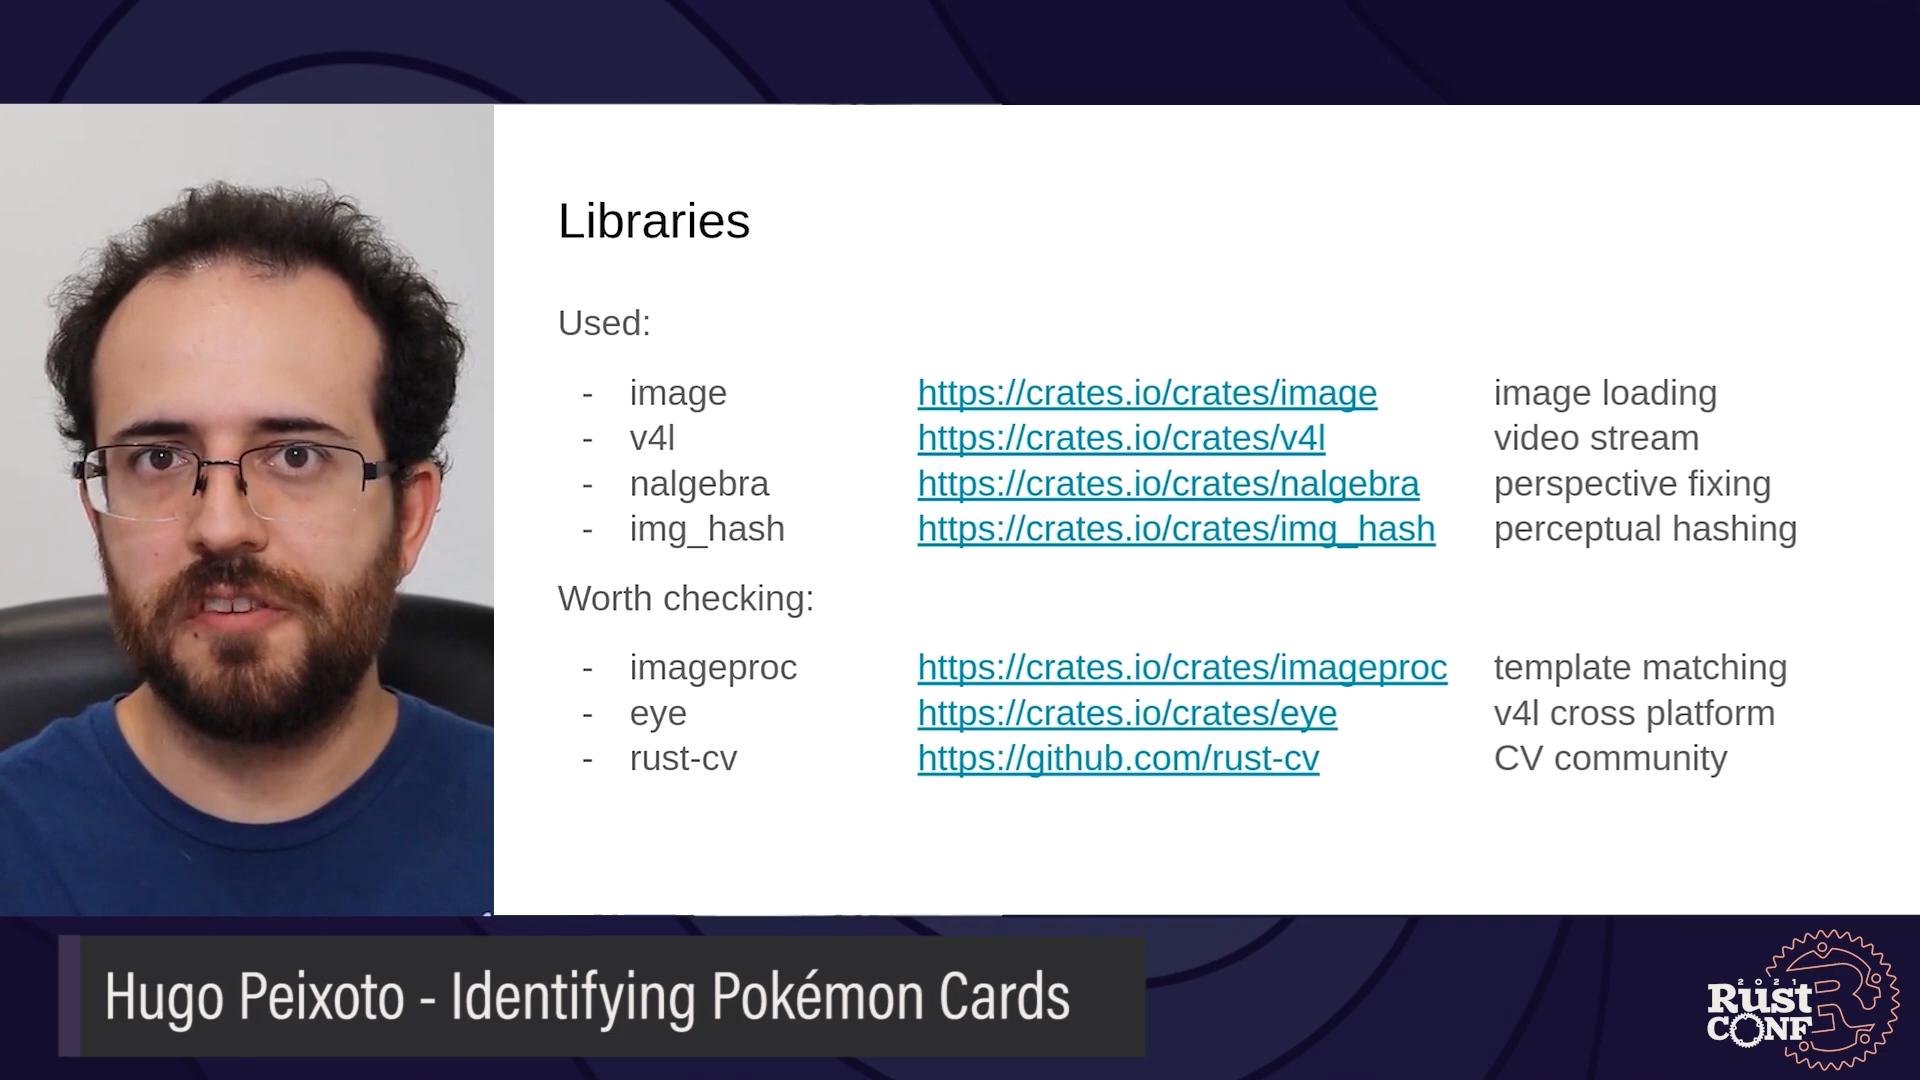 Libraries
Used:
- image https://crates.io/crates/image image loading
- v4l https://crates.io/crates/v4l video stream
- nalgebra https://crates.io/crates/nalgebra perspective fixing
- img_hash https://crates.io/crates/img_hash perceptual hashing
Worth checking:
- imageproc https://crates.io/crates/imageproc template matching
- eye https://crates.io/crates/eye v4l cross platform
- rust-cv https://github.com/rust-cv CV community
Hugo Peixoto - Identifying Pokémon Cards
2021
Rust
CONF
R